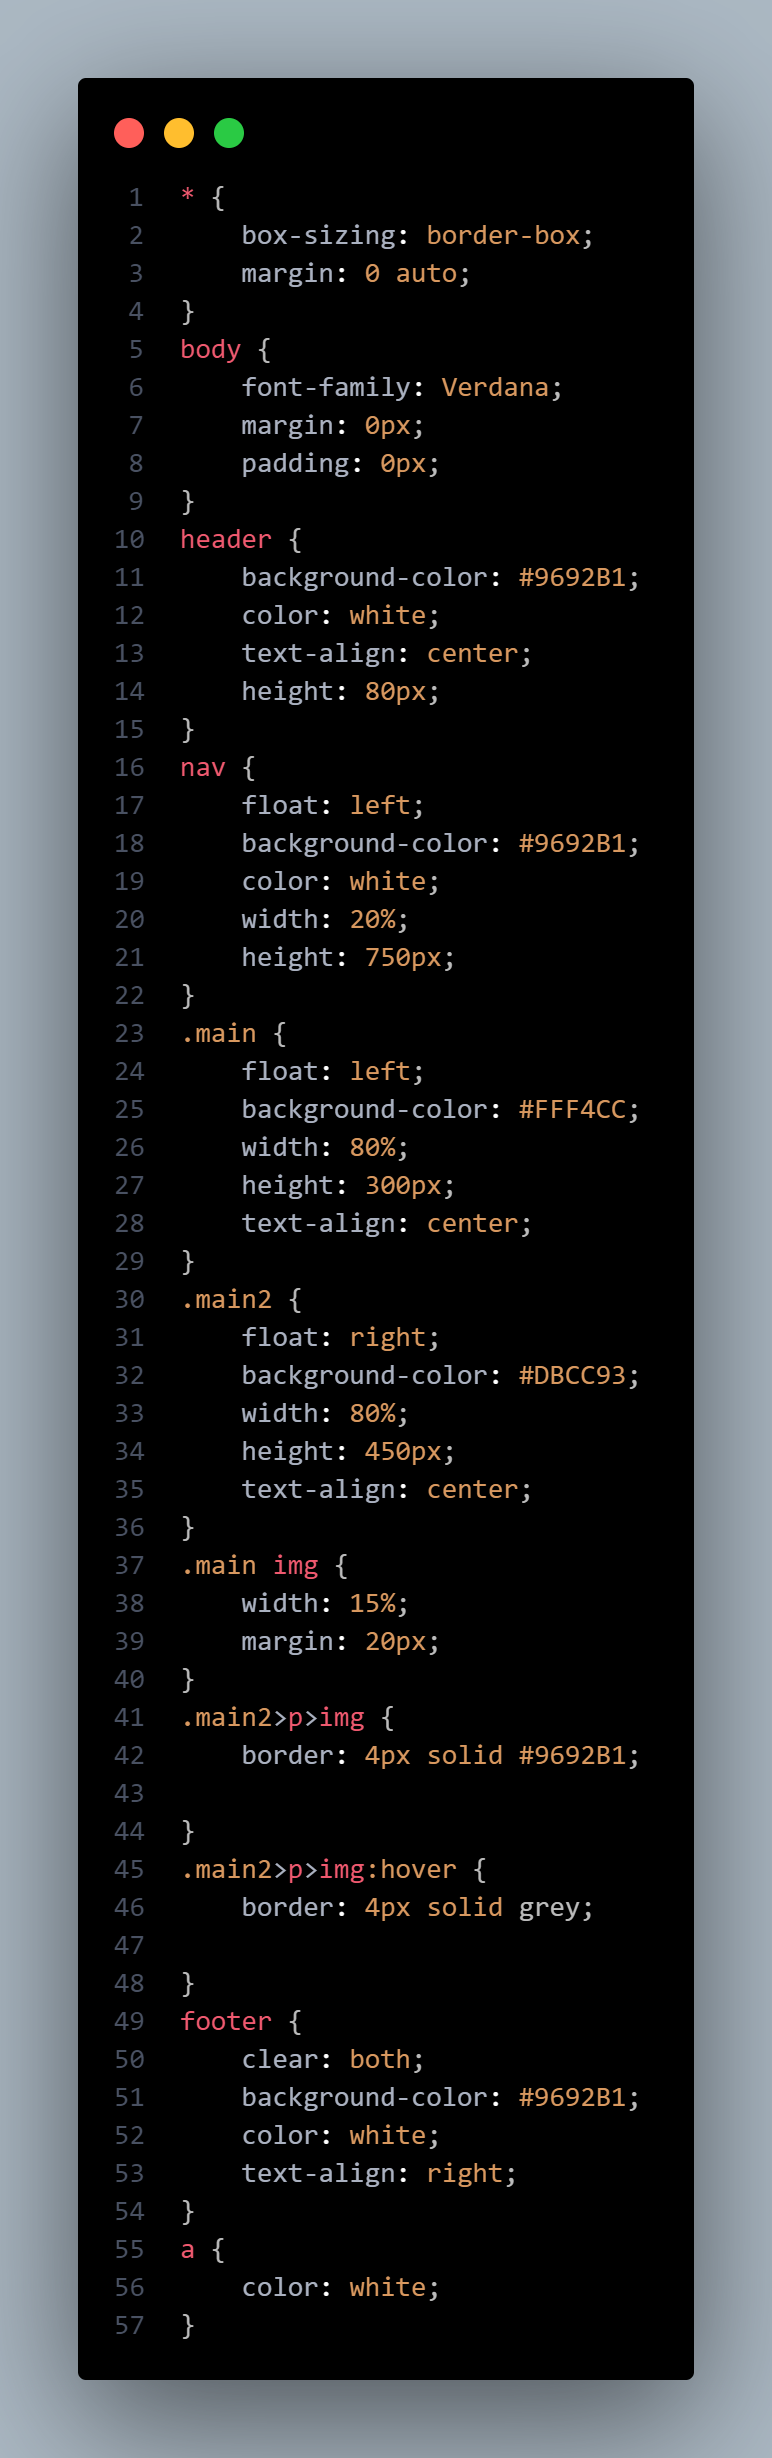 1 * {
2     box-sizing: border-box;
3     margin: 0 auto;
4 }
5 body {
6     font-family: Verdana;
7     margin: 0px;
8     padding: 0px;
9 }
10 header {
11     background-color: #9692B1;
12     color: white;
13     text-align: center;
14     height: 80px;
15 }
16 nav {
17     float: left;
18     background-color: #9692B1;
19     color: white;
20     width: 20%;
21     height: 750px;
22 }
23 .main {
24     float: left;
25     background-color: #FFF4CC;
26     width: 80%;
27     height: 300px;
28     text-align: center;
29 }
30 .main2 {
31     float: right;
32     background-color: #DBCC93;
33     width: 80%;
34     height: 450px;
35     text-align: center;
36 }
37 .main img {
38     width: 15%;
39     margin: 20px;
40 }
41 .main2>p>img {
42     border: 4px solid #9692B1;
43
44 }
45 .main2>p>img:hover {
46     border: 4px solid grey;
47
48 }
49 footer {
50     clear: both;
51     background-color: #9692B1;
52     color: white;
53     text-align: right;
54 }
55 a {
56     color: white;
57 }